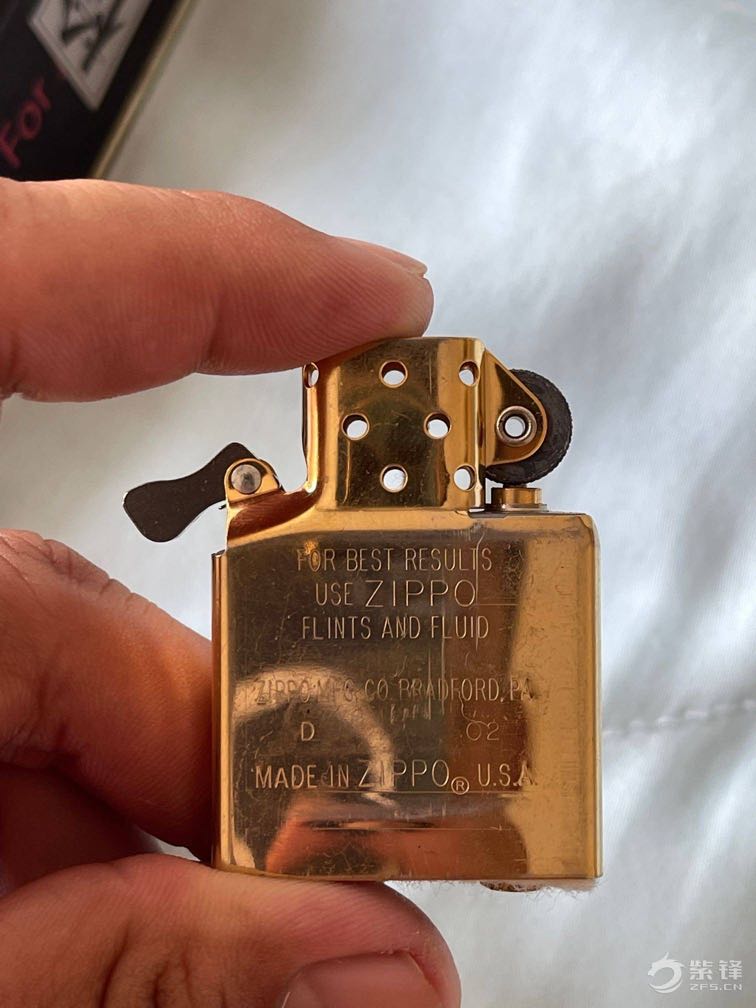 For
FOR BEST RESULTS
USE ZIPPO
FLINTS AND FLUID
ZIPPO MFG. CO. BRADFORD, PA.
D 02
MADE IN ZIPPO® U.S.A.
紫锋
ZFS.CN